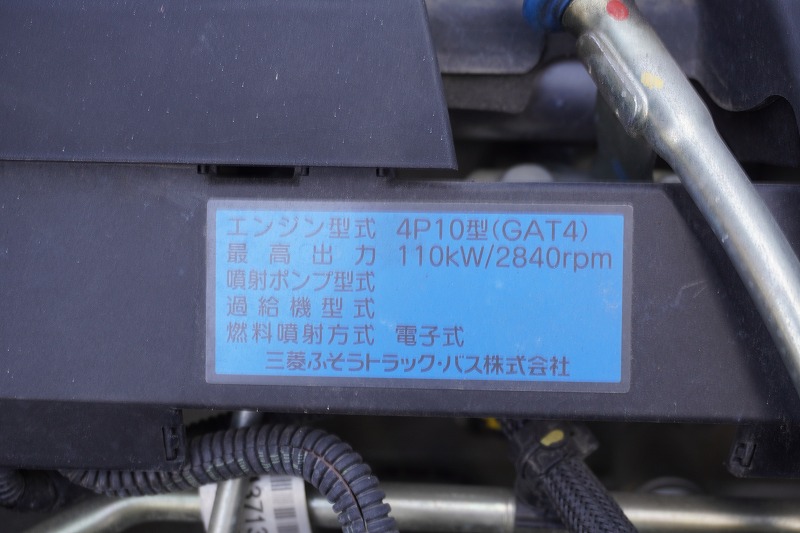 エンジン型式 4P10型(GAT4)
最高出力 110kW/2840rpm
噴射ポンプ型式
過給機型式
燃料噴射方式 電子式
三菱ふそうトラック・バス株式会社